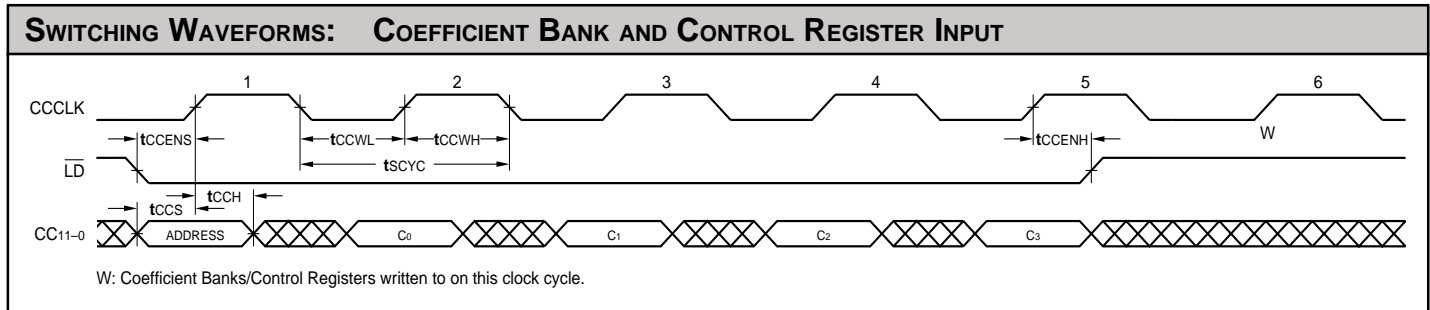 SWITCHING WAVEFORMS: COEFFICIENT BANK AND CONTROL REGISTER INPUT
1 2 3 4 5 6
CCCLK
W
tCCENS tCCWL tCCWH tCCENH
tSCYC
LD
tCCH
tCCS
CC11–0 ADDRESS C0 C1 C2 C3
W: Coefficient Banks/Control Registers written to on this clock cycle.